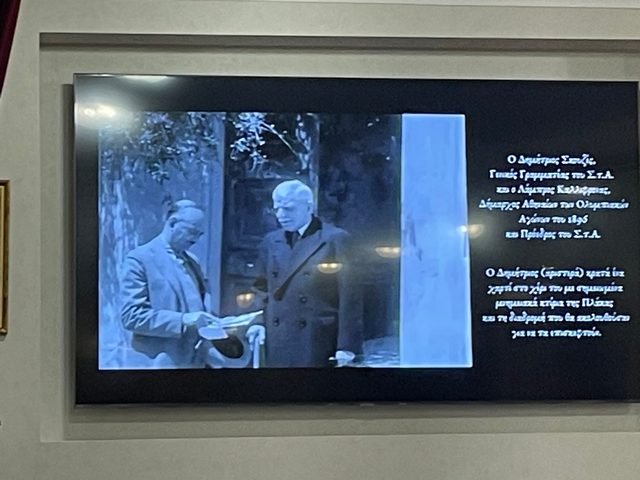 Ο Δημήτριος Σκουζές,
Γενικός Γραμματέας του Σ.τ.Α.
και ο Λάμπρος Καλλιφρονάς,
Δήμαρχος Αθηναίων των Ολυμπιακών
Αγώνων του 1896
και Πρόεδρος του Σ.τ.Α.
Ο Δημήτριος (αριστερά) κρατά ένα
χαρτί στο χέρι του με σημειωμένα
μνημειακά κτίρια της Πλάκας
και τη διαδρομή που θα ακολουθούσαν
για να τα επισκεφτούν.